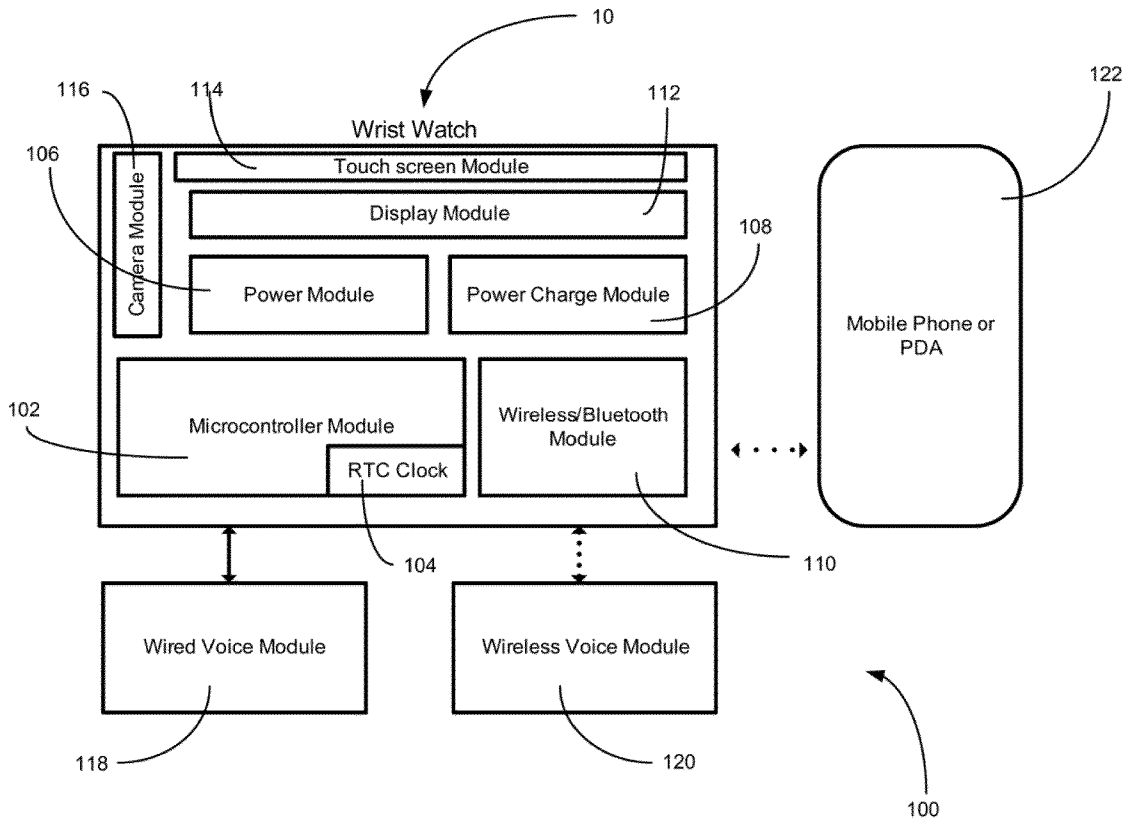 10
116
114
112
122
Wrist Watch
106
Touch screen Module
Camera Module
Display Module
108
Power Module
Power Charge Module
Mobile Phone or
PDA
102
Microcontroller Module
Wireless/Bluetooth
Module
RTC Clock
104
110
Wired Voice Module
Wireless Voice Module
118
120
100